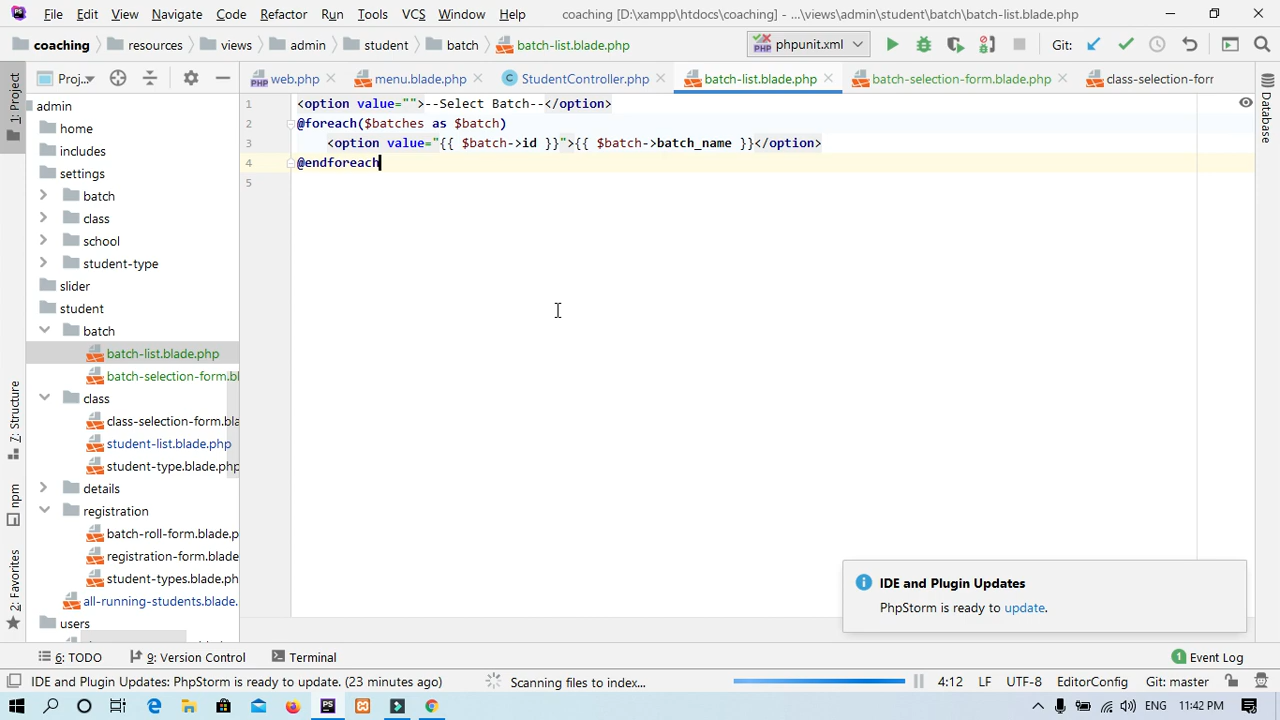 File Edit View Navigate Code Refactor Run Tools VCS Window Help coaching [D:\xampp\htdocs\coaching] - ...\views\admin\student\batch\batch-list.blade.php
coaching resources views admin student batch batch-list.blade.php phpunit.xml Git:
Proj... web.php menu.blade.php StudentController.php batch-list.blade.php batch-selection-form.blade.php class-selection-forr
1: Project
Z: Structure
npm
2: Favorites
Database
admin
home
includes
settings
batch
class
school
student-type
slider
student
batch
batch-list.blade.php
batch-selection-form.bl
class
class-selection-form.bla
student-list.blade.php
student-type.blade.php
details
registration
batch-roll-form.blade.p
registration-form.blade
student-types.blade.ph
all-running-students.blade.
users
1 <option value="">--Select Batch--</option>
2 @foreach($batches as $batch)
3 <option value="{{ $batch->id }}">{{ $batch->batch_name }}</option>
4 @endforeach
5
IDE and Plugin Updates
PhpStorm is ready to update.
6: TODO 9: Version Control Terminal 1 Event Log
IDE and Plugin Updates: PhpStorm is ready to update. (23 minutes ago) Scanning files to index... 4:12 LF UTF-8 EditorConfig Git: master
ENG 11:42 PM